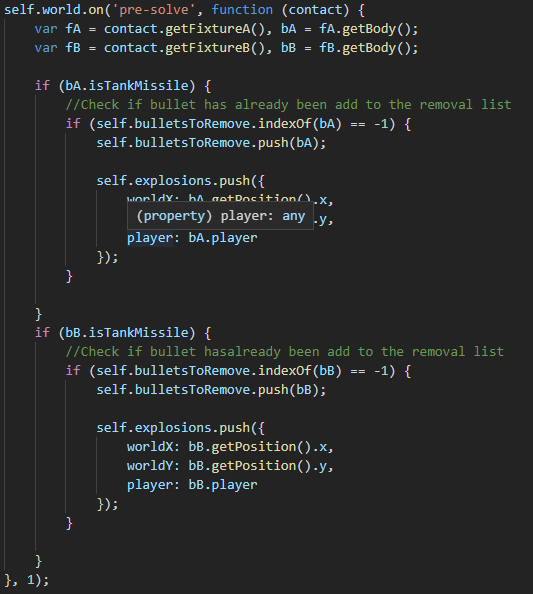 self.world.on('pre-solve', function (contact) {
    var fA = contact.getFixtureA(), bA = fA.getBody();
    var fB = contact.getFixtureB(), bB = fB.getBody();

    if (bA.isTankMissile) {
        //Check if bullet has already been add to the removal list
        if (self.bulletsToRemove.indexOf(bA) == -1) {
            self.bulletsToRemove.push(bA);

            self.explosions.push({
                worldX: bA.getPosition().x,
                (property) player: any .y,
                player: bA.player
            });
        }

    }
    if (bB.isTankMissile) {
        //Check if bullet hasalready been add to the removal list
        if (self.bulletsToRemove.indexOf(bB) == -1) {
            self.bulletsToRemove.push(bB);

            self.explosions.push({
                worldX: bB.getPosition().x,
                worldY: bB.getPosition().y,
                player: bB.player
            });
        }

    }
}, 1);